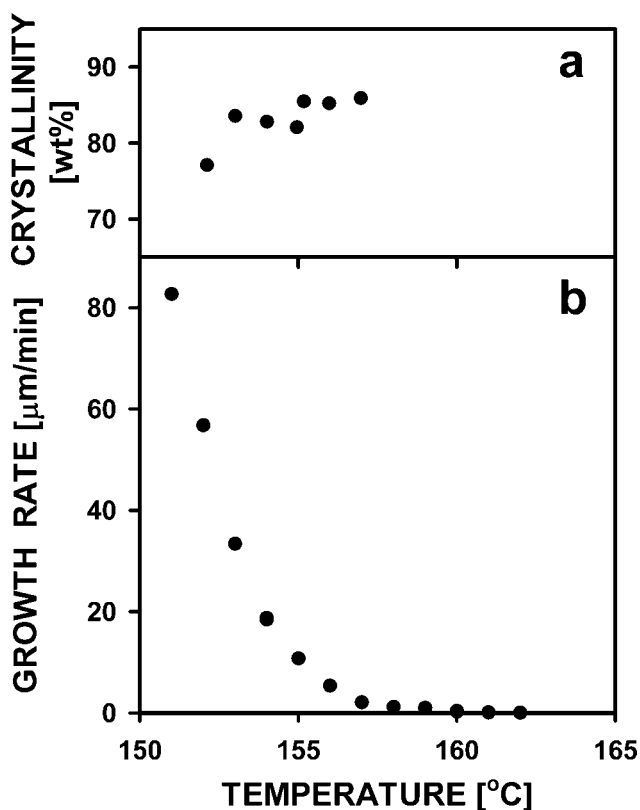 CRYSTALLINITY
[wt%]
90
80
70
a
GROWTH RATE [μm/min]
80
60
40
20
0
b
150
155
160
165
TEMPERATURE [°C]